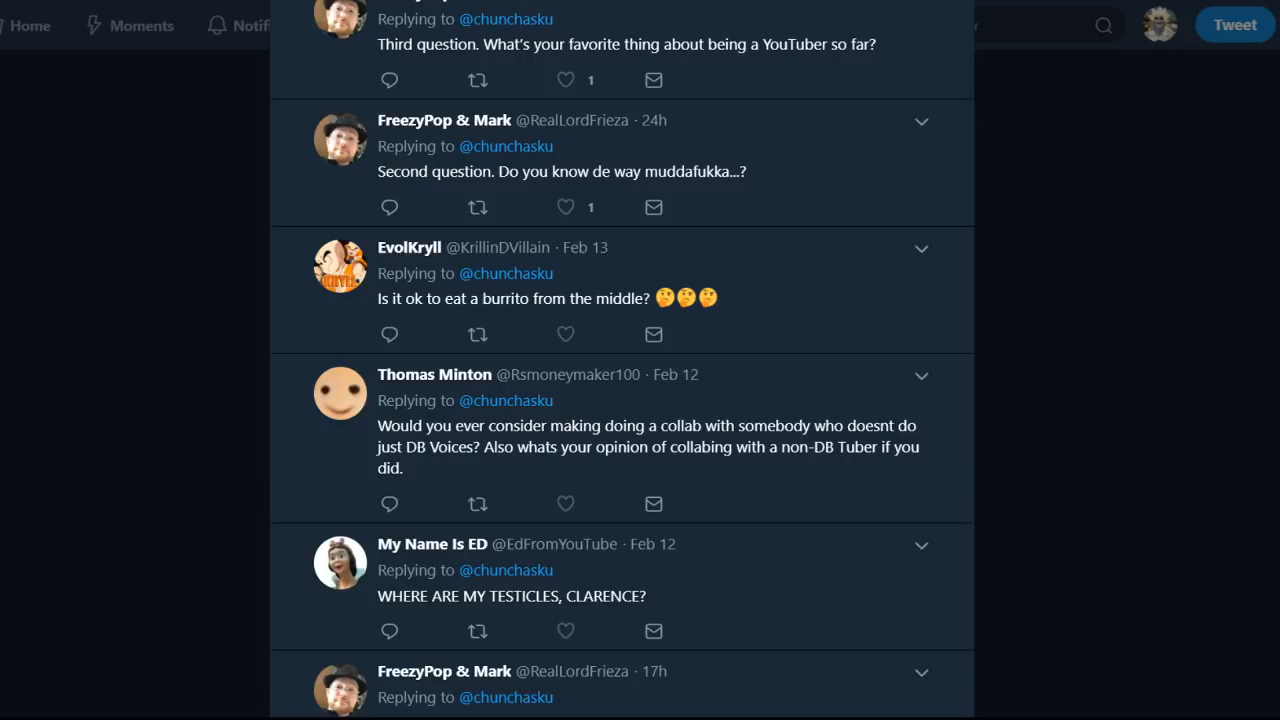 Home
Moments
Notif
Tweet
Replying to @chunchasku
Third question. What's your favorite thing about being a YouTuber so far?
1
FreezyPop & Mark @RealLordFrieza · 24h
Replying to @chunchasku
Second question. Do you know de way muddafukka...?
1
EvolKryll @KrillinDVillain · Feb 13
Replying to @chunchasku
Is it ok to eat a burrito from the middle? 🤔🤔🤔
Thomas Minton @Rsmoneymaker100 · Feb 12
Replying to @chunchasku
Would you ever consider making doing a collab with somebody who doesnt do
just DB Voices? Also whats your opinion of collabing with a non-DB Tuber if you
did.
My Name Is ED @EdFromYouTube · Feb 12
Replying to @chunchasku
WHERE ARE MY TESTICLES, CLARENCE?
FreezyPop & Mark @RealLordFrieza · 17h
Replying to @chunchasku